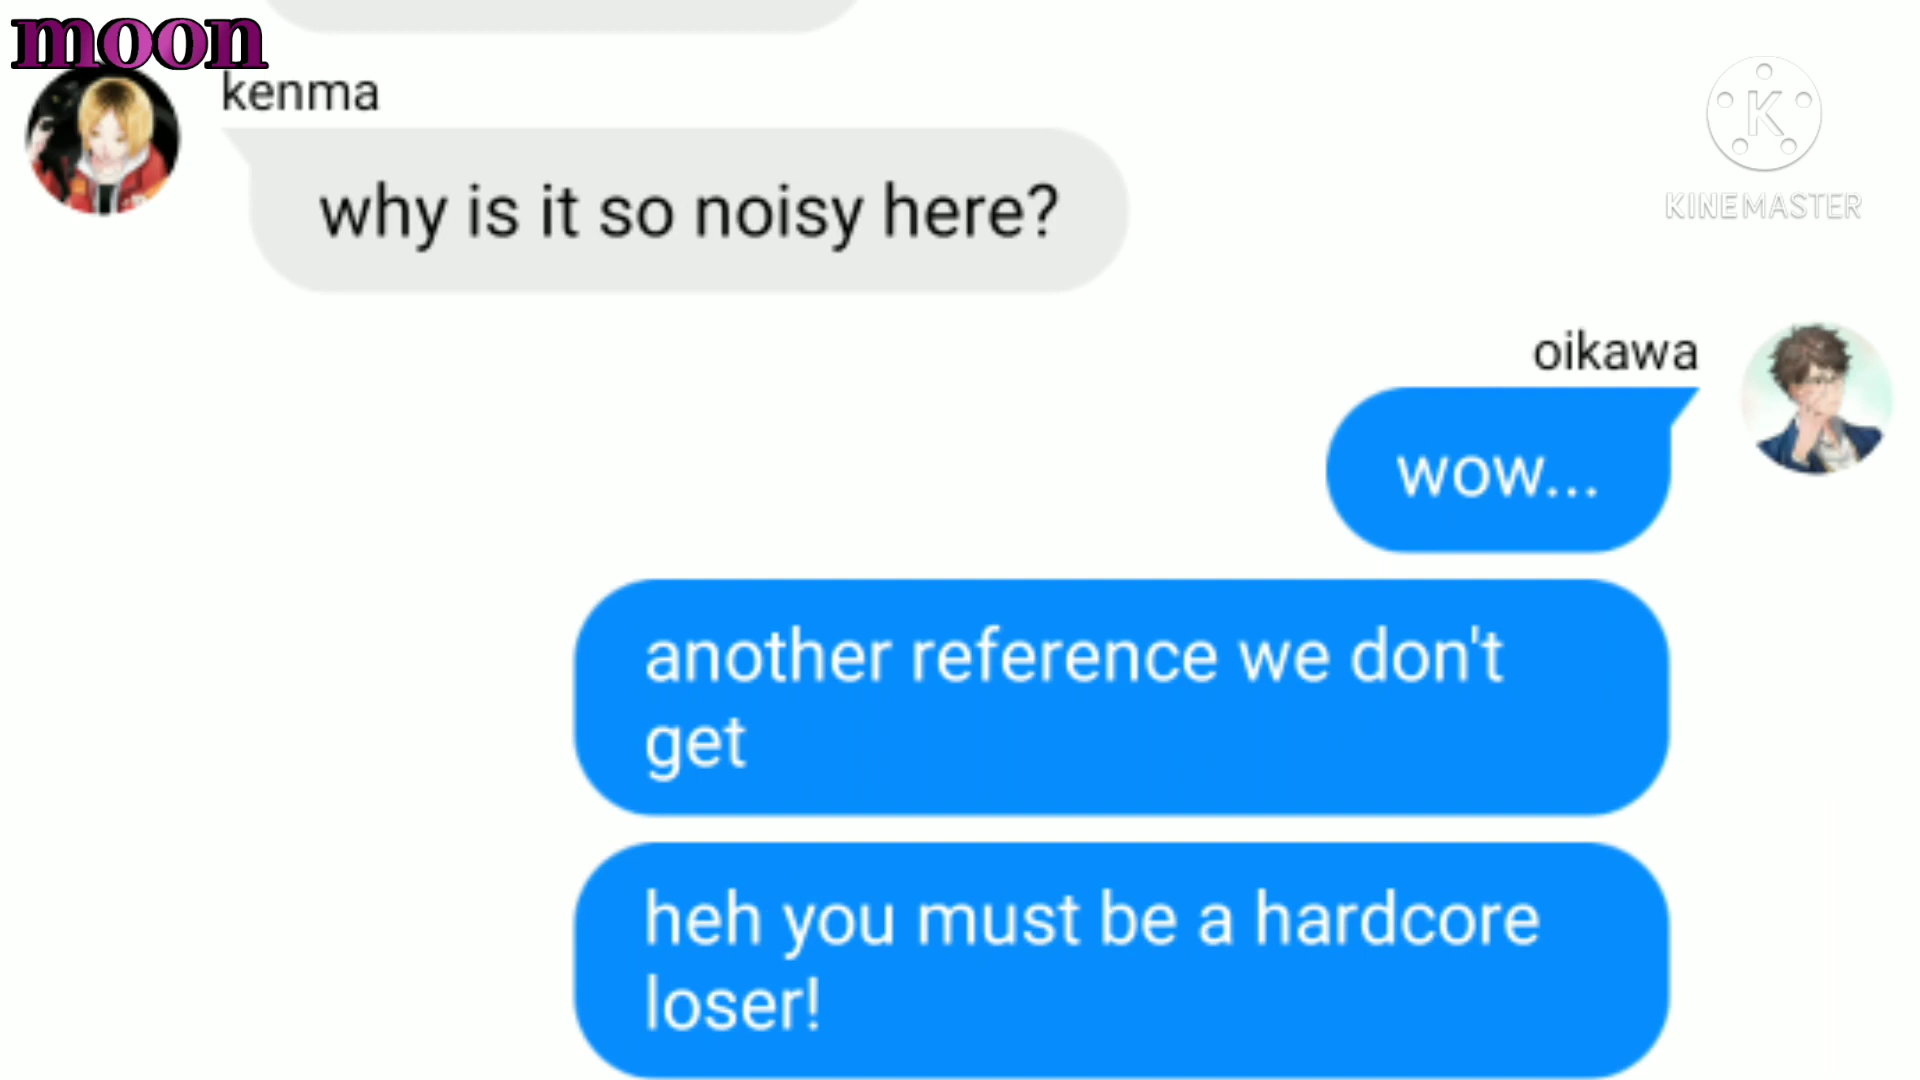 moon
kenma
why is it so noisy here?
K
KINEMASTER
oikawa
wow...
another reference we don't
get
heh you must be a hardcore
loser!